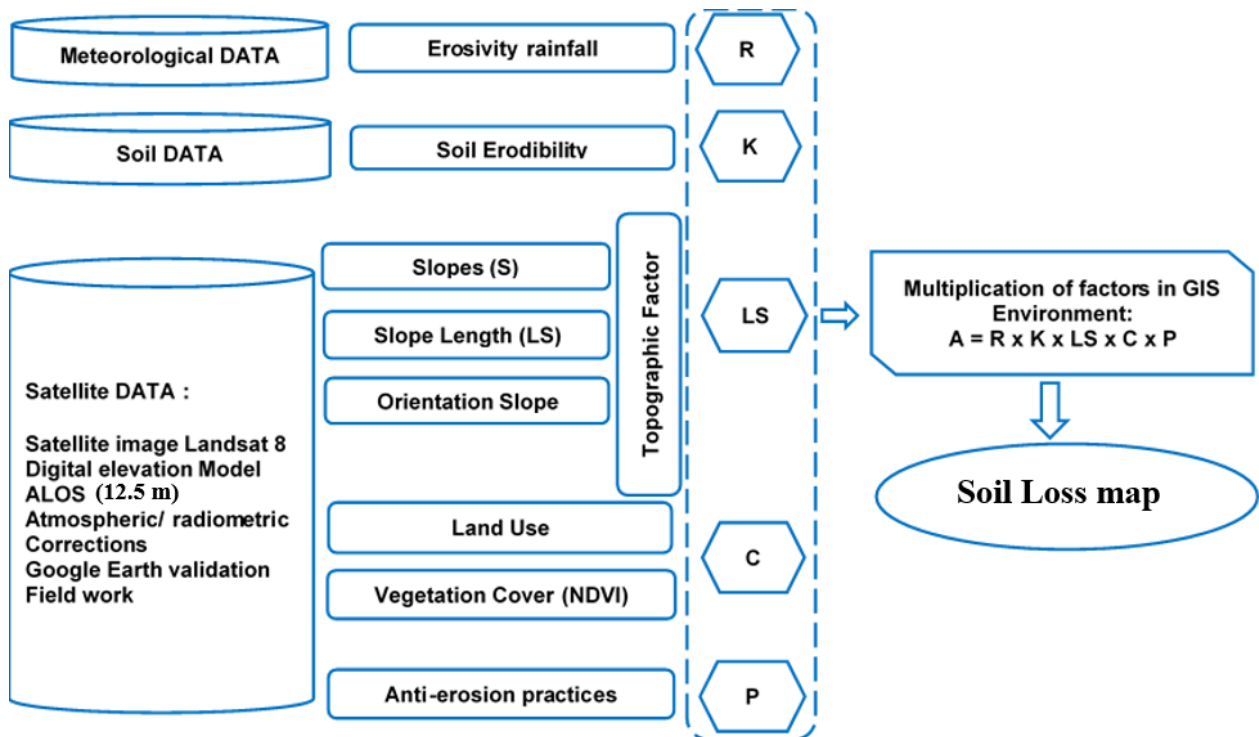 Meteorological DATA
Erosivity rainfall
R
Soil DATA
Soil Erodibility
K
Satellite DATA :
Satellite image Landsat 8
Digital elevation Model
ALOS (12.5 m)
Atmospheric/ radiometric
Corrections
Google Earth validation
Field work
Slopes (S)
Slope Length (LS)
Orientation Slope
Topographic Factor
LS
Land Use
Vegetation Cover (NDVI)
C
Anti-erosion practices
P
Multiplication of factors in GIS
Environment:
A = R x K x LS x C x P
Soil Loss map